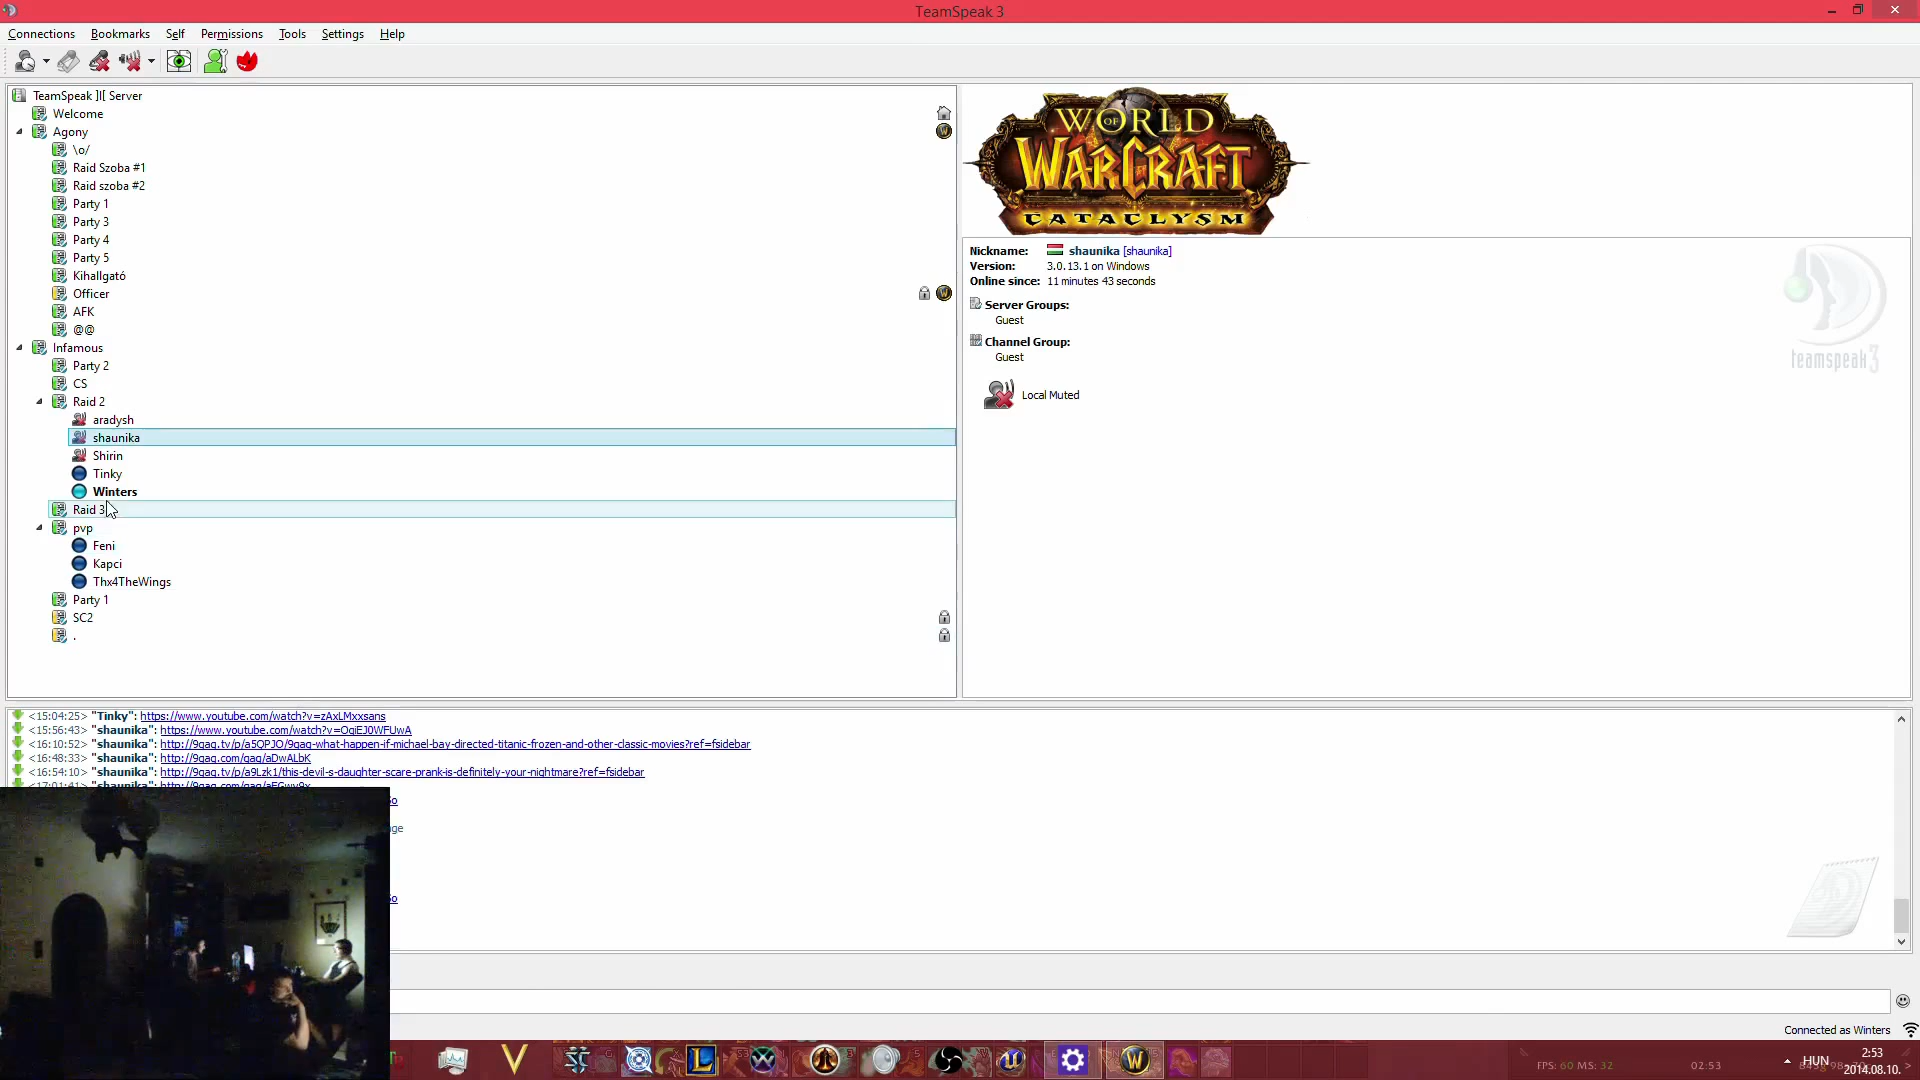 TeamSpeak 3
Connections Bookmarks Self Permissions Tools Settings Help
TeamSpeak ]I[ Server
Welcome
Agony
\o/
Raid Szoba #1
Raid szoba #2
Party 1
Party 3
Party 4
Party 5
Kihallgató
Officer
AFK
@@
Infamous
Party 2
CS
Raid 2
aradysh
shaunika
Shirin
Tinky
Winters
Raid 3
pvp
Feni
Kapci
Thx4TheWings
Party 1
SC2
.
WORLD OF WARCRAFT
CATACLYSM
Nickname: shaunika [shaunika]
Version: 3.0.13.1 on Windows
Online since: 11 minutes 43 seconds
Server Groups:
Guest
Channel Group:
Guest
Local Muted
teamspeak3
<15:04:25> "Tinky": https://www.youtube.com/watch?v=zAxLMxxsans
<15:56:43> "shaunika": https://www.youtube.com/watch?v=OgiEJ0WFUwA
<16:10:52> "shaunika": http://9gag.tv/p/a5QPJO/9gag-what-happen-if-michael-bay-directed-titanic-frozen-and-other-classic-movies?ref=fsidebar
<16:48:33> "shaunika": http://9gag.com/gag/aDwALbK
<16:54:10> "shaunika": http://9gag.tv/p/a9Lzk1/this-devil-s-daughter-scare-prank-is-definitely-your-nightmare?ref=fsidebar
<17:01:41> "shaunika":
Connected as Winters
FPS: 60 MS: 32
02:53
HUN
2:53
2014.08.10.